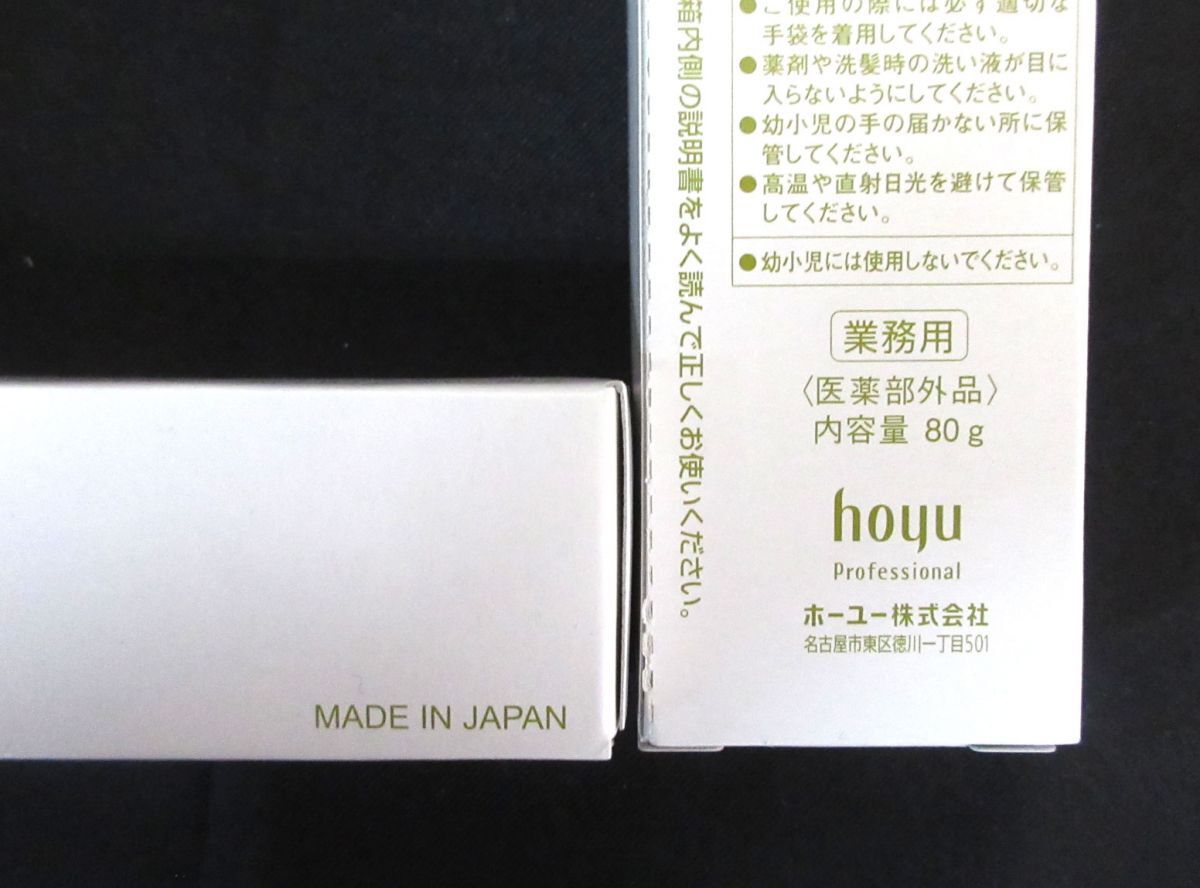 ●ご使用の際には必ず適切な
手袋を着用してください。
●薬剤や洗髪時の洗い液が目に
入らないようにしてください。
●幼小児の手の届かない所に保
管してください。
●高温や直射日光を避けて保管
してください。
●幼小児には使用しないでください。
箱内側の説明書をよく読んで正しくお使いください。
業務用
〈医薬部外品〉
内容量 80g
hoyu
Professional
ホーユー株式会社
名古屋市東区徳川一丁目501
MADE IN JAPAN